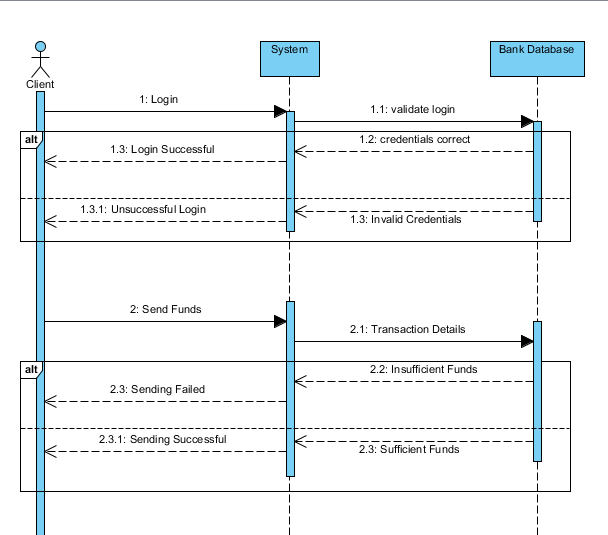 System
Bank Database
Client
1: Login
1.1: validate login
alt
1.2: credentials correct
1.3: Login Successful
1.3.1: Unsuccessful Login
1.3: Invalid Credentials
2: Send Funds
2.1: Transaction Details
alt
2.2: Insufficient Funds
2.3: Sending Failed
2.3.1: Sending Successful
2.3: Sufficient Funds